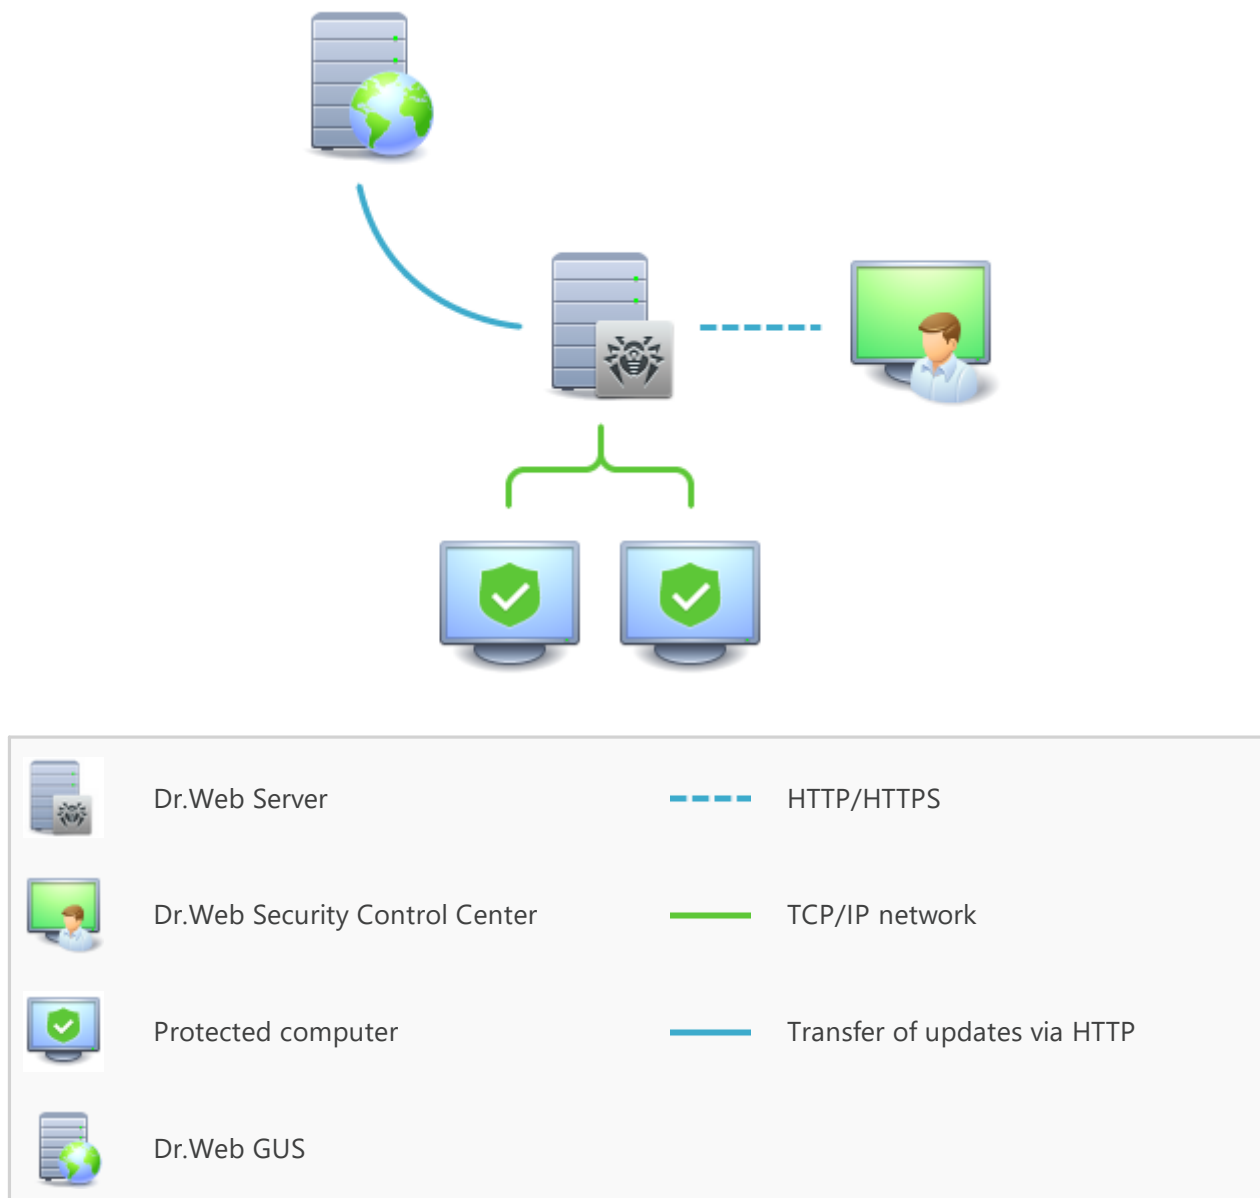 Dr.Web Server
HTTP/HTTPS
Dr.Web Security Control Center
TCP/IP network
Protected computer
Transfer of updates via HTTP
Dr.Web GUS